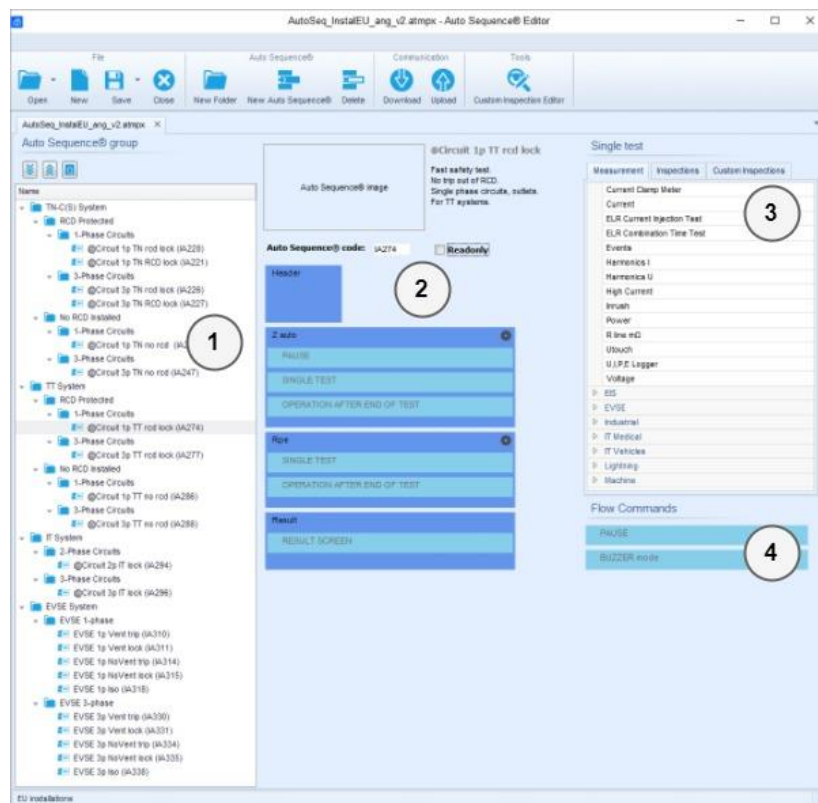 AutoSeq_InstalEU_ang_v2.atmpx - Auto Sequence® Editor
File
Auto Sequence®
Communication
Tools
Open
New
Save
Close
New Folder
New Auto Sequence®
Delete
Download
Upload
Custom Inspection Editor
AutoSeq_InstalEU_ang_v2.atmpx
Auto Sequence® group
Name
TN-C(S) System
RCD Protected
1-Phase Circuits
@Circuit 1p TN rcd lock (IA220)
@Circuit 1p TN RCD lock (IA221)
3-Phase Circuits
@Circuit 3p TN rcd lock (IA226)
@Circuit 3p TN RCD lock (IA227)
No RCD Installed
1-Phase Circuits
@Circuit 1p TN no rcd
3-Phase Circuits
@Circuit 3p TN no rcd (IA247)
TT System
RCD Protected
1-Phase Circuits
@Circuit 1p TT rcd lock (IA274)
3-Phase Circuits
@Circuit 3p TT rcd lock (IA277)
No RCD Installed
1-Phase Circuits
@Circuit 1p TT no rcd (IA286)
3-Phase Circuits
@Circuit 3p TT no rcd (IA288)
IT System
2-Phase Circuits
@Circuit 2p IT lock (IA294)
3-Phase Circuits
@Circuit 3p IT lock (IA296)
EVSE System
EVSE 1-phase
EVSE 1p Vent trip (IA310)
EVSE 1p Vent lock (IA311)
EVSE 1p NoVent trip (IA314)
EVSE 1p NoVent lock (IA315)
EVSE 1p Iso (IA318)
EVSE 3-phase
EVSE 3p Vent trip (IA330)
EVSE 3p Vent lock (IA331)
EVSE 3p NoVent trip (IA334)
EVSE 3p NoVent lock (IA335)
EVSE 3p Iso (IA338)
1
Auto Sequence® image
@Circuit 1p TT rcd lock
Fast safety test.
No trip out of RCD.
Single phase circuits, outlets.
For TT systems.
Auto Sequence® code:
IA274
Readonly
2
Header
Z auto
PAUSE
SINGLE TEST
OPERATION AFTER END OF TEST
Rpe
SINGLE TEST
OPERATION AFTER END OF TEST
Result
RESULT SCREEN
Single test
Measurement
Inspections
Custom Inspections
Current Clamp Meter
Current
ELR Current Injection Test
ELR Combination Time Test
Events
Harmonics I
Harmonics U
High Current
Inrush
Power
R line mΩ
Utouch
U,I,P,E Logger
Voltage
EIS
EVSE
Industrial
IT Medical
IT Vehicles
Lightning
Machine
3
Flow Commands
PAUSE
BUZZER mode
4
EU installations